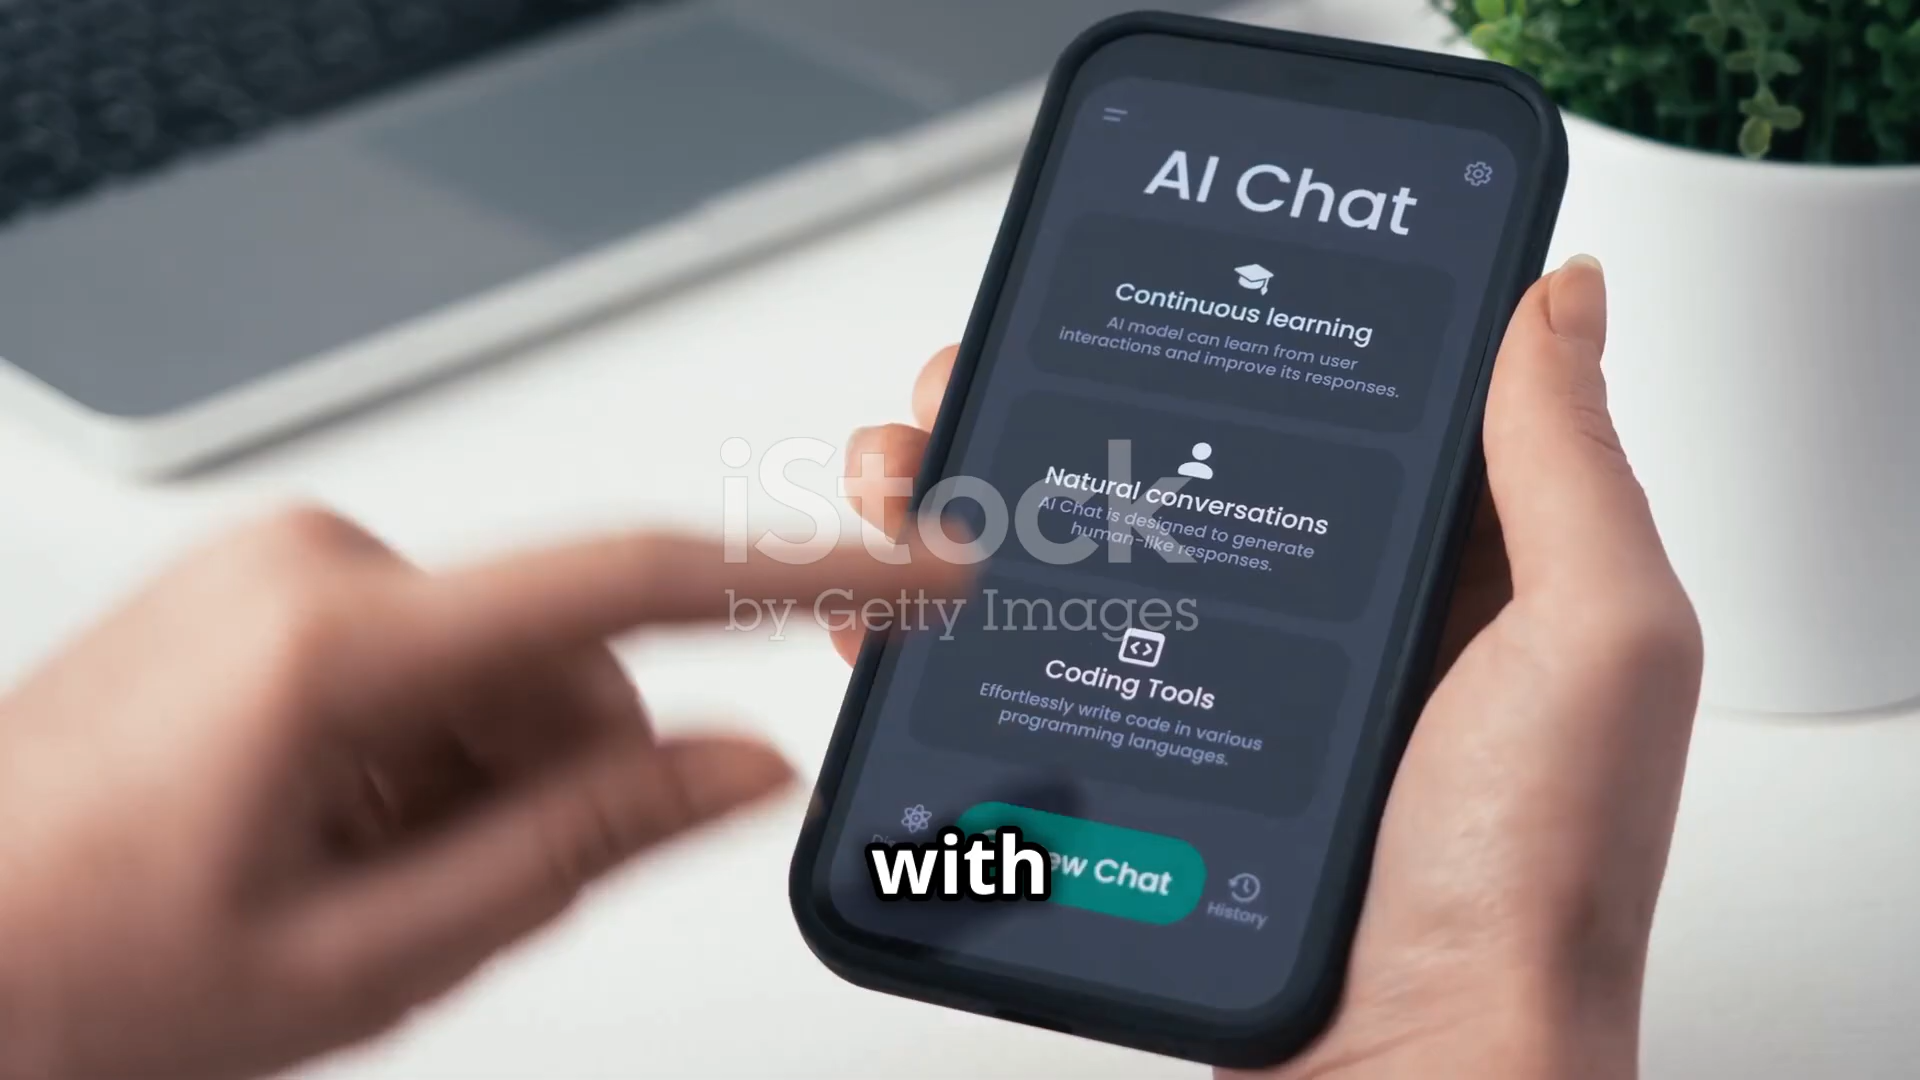 AI Chat
Continuous learning
AI model can learn from user
interactions and improve its responses.
Natural conversations
AI Chat is designed to generate
human-like responses.
Coding Tools
Effortlessly write code in various
programming languages.
with
Chat
History
iStock
by Getty Images